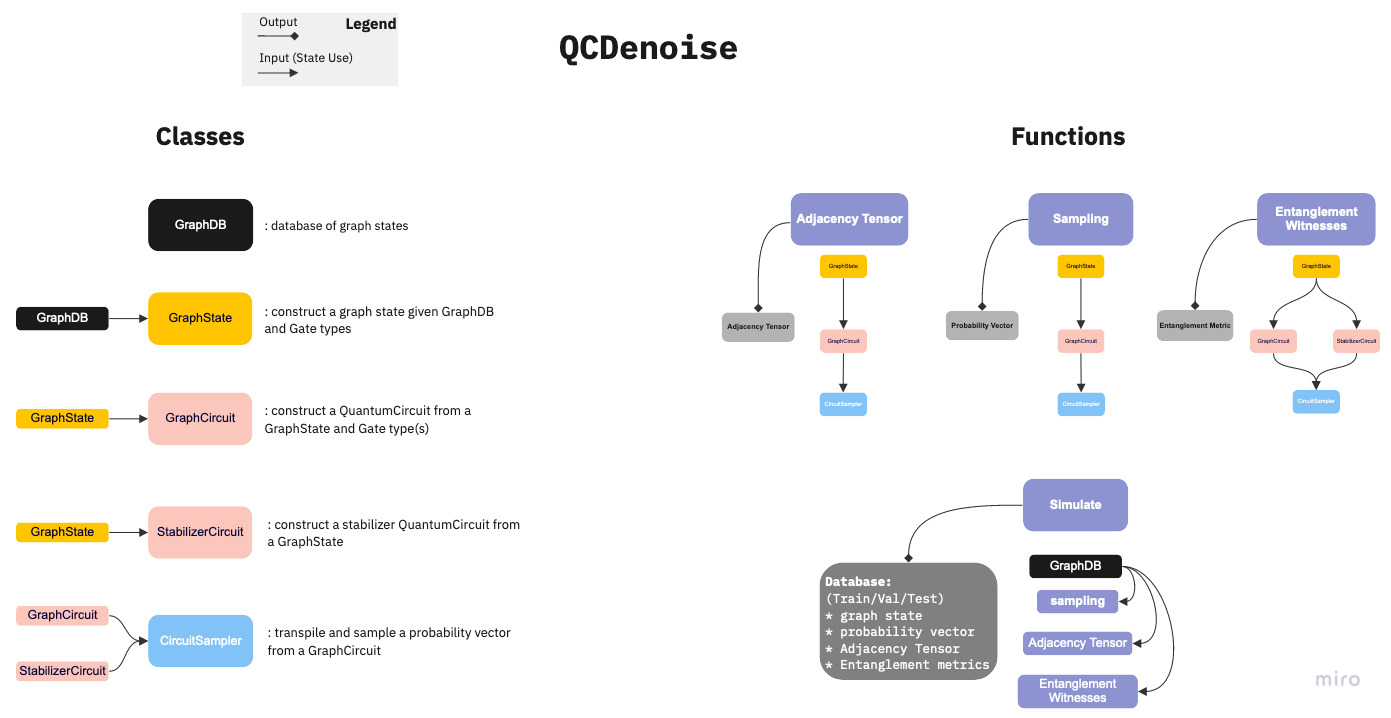 Output
Legend
Input (State Use)
QCDenoise
Classes
Functions
GraphDB
: database of graph states
GraphDB
GraphState
: construct a graph state given GraphDB
and Gate types
GraphState
GraphCircuit
: construct a QuantumCircuit from a
GraphState and Gate type(s)
GraphState
StabilizerCircuit
: construct a stabilizer QuantumCircuit from
a GraphState
GraphCircuit
StabilizerCircuit
CircuitSampler
: transpile and sample a probability vector
from a GraphCircuit
Adjacency Tensor
GraphState
Adjacency Tensor
GraphCircuit
CircuitSampler
Sampling
GraphState
Probability Vector
GraphCircuit
CircuitSampler
Entanglement
Witnesses
GraphState
Entanglement Metric
GraphCircuit
StabilizerCircuit
CircuitSampler
Simulate
Database:
(Train/Val/Test)
* graph state
* probability vector
* Adjacency Tensor
* Entanglement metrics
GraphDB
sampling
Adjacency Tensor
Entanglement
Witnesses
miro